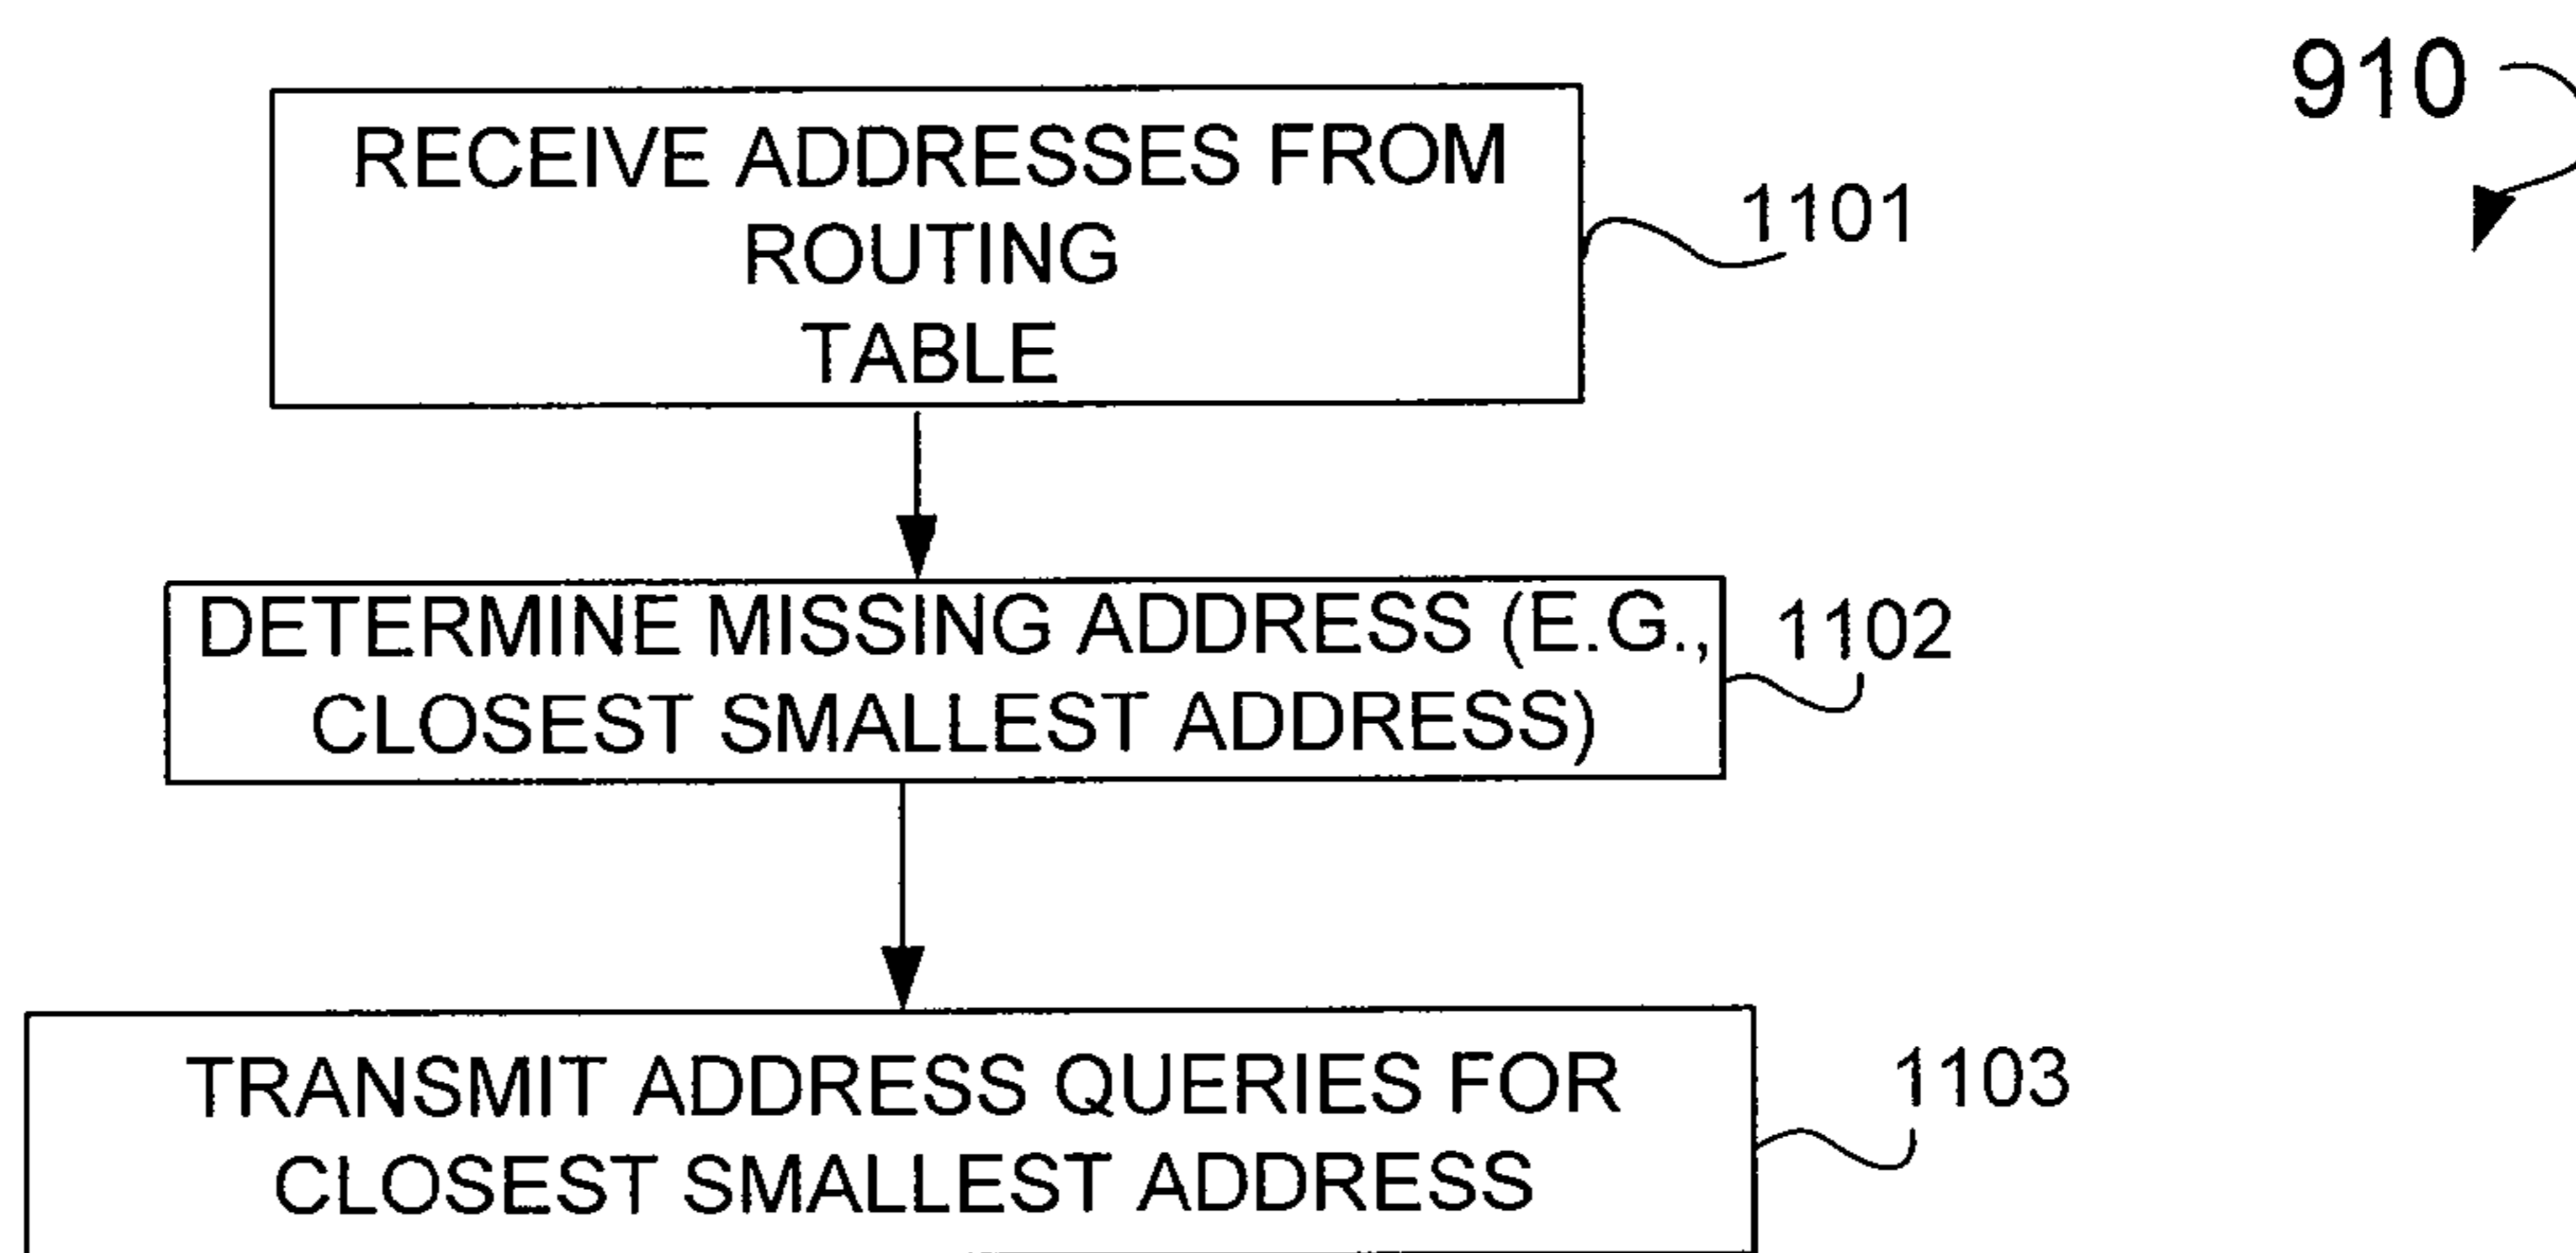 910
RECEIVE ADDRESSES FROM
ROUTING
TABLE
1101
DETERMINE MISSING ADDRESS (E.G.,
CLOSEST SMALLEST ADDRESS)
1102
TRANSMIT ADDRESS QUERIES FOR
CLOSEST SMALLEST ADDRESS
1103